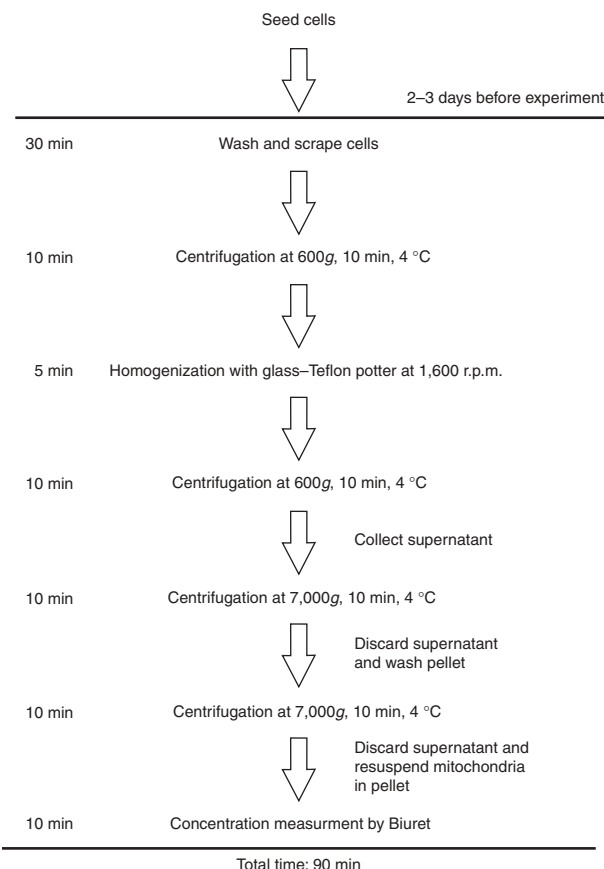 Seed cells
2–3 days before experiment
30 min Wash and scrape cells
10 min Centrifugation at 600g, 10 min, 4 °C
5 min Homogenization with glass–Teflon potter at 1,600 r.p.m.
10 min Centrifugation at 600g, 10 min, 4 °C
Collect supernatant
10 min Centrifugation at 7,000g, 10 min, 4 °C
Discard supernatant
and wash pellet
10 min Centrifugation at 7,000g, 10 min, 4 °C
Discard supernatant and
resuspend mitochondria
in pellet
10 min Concentration measurment by Biuret
Total time: 90 min